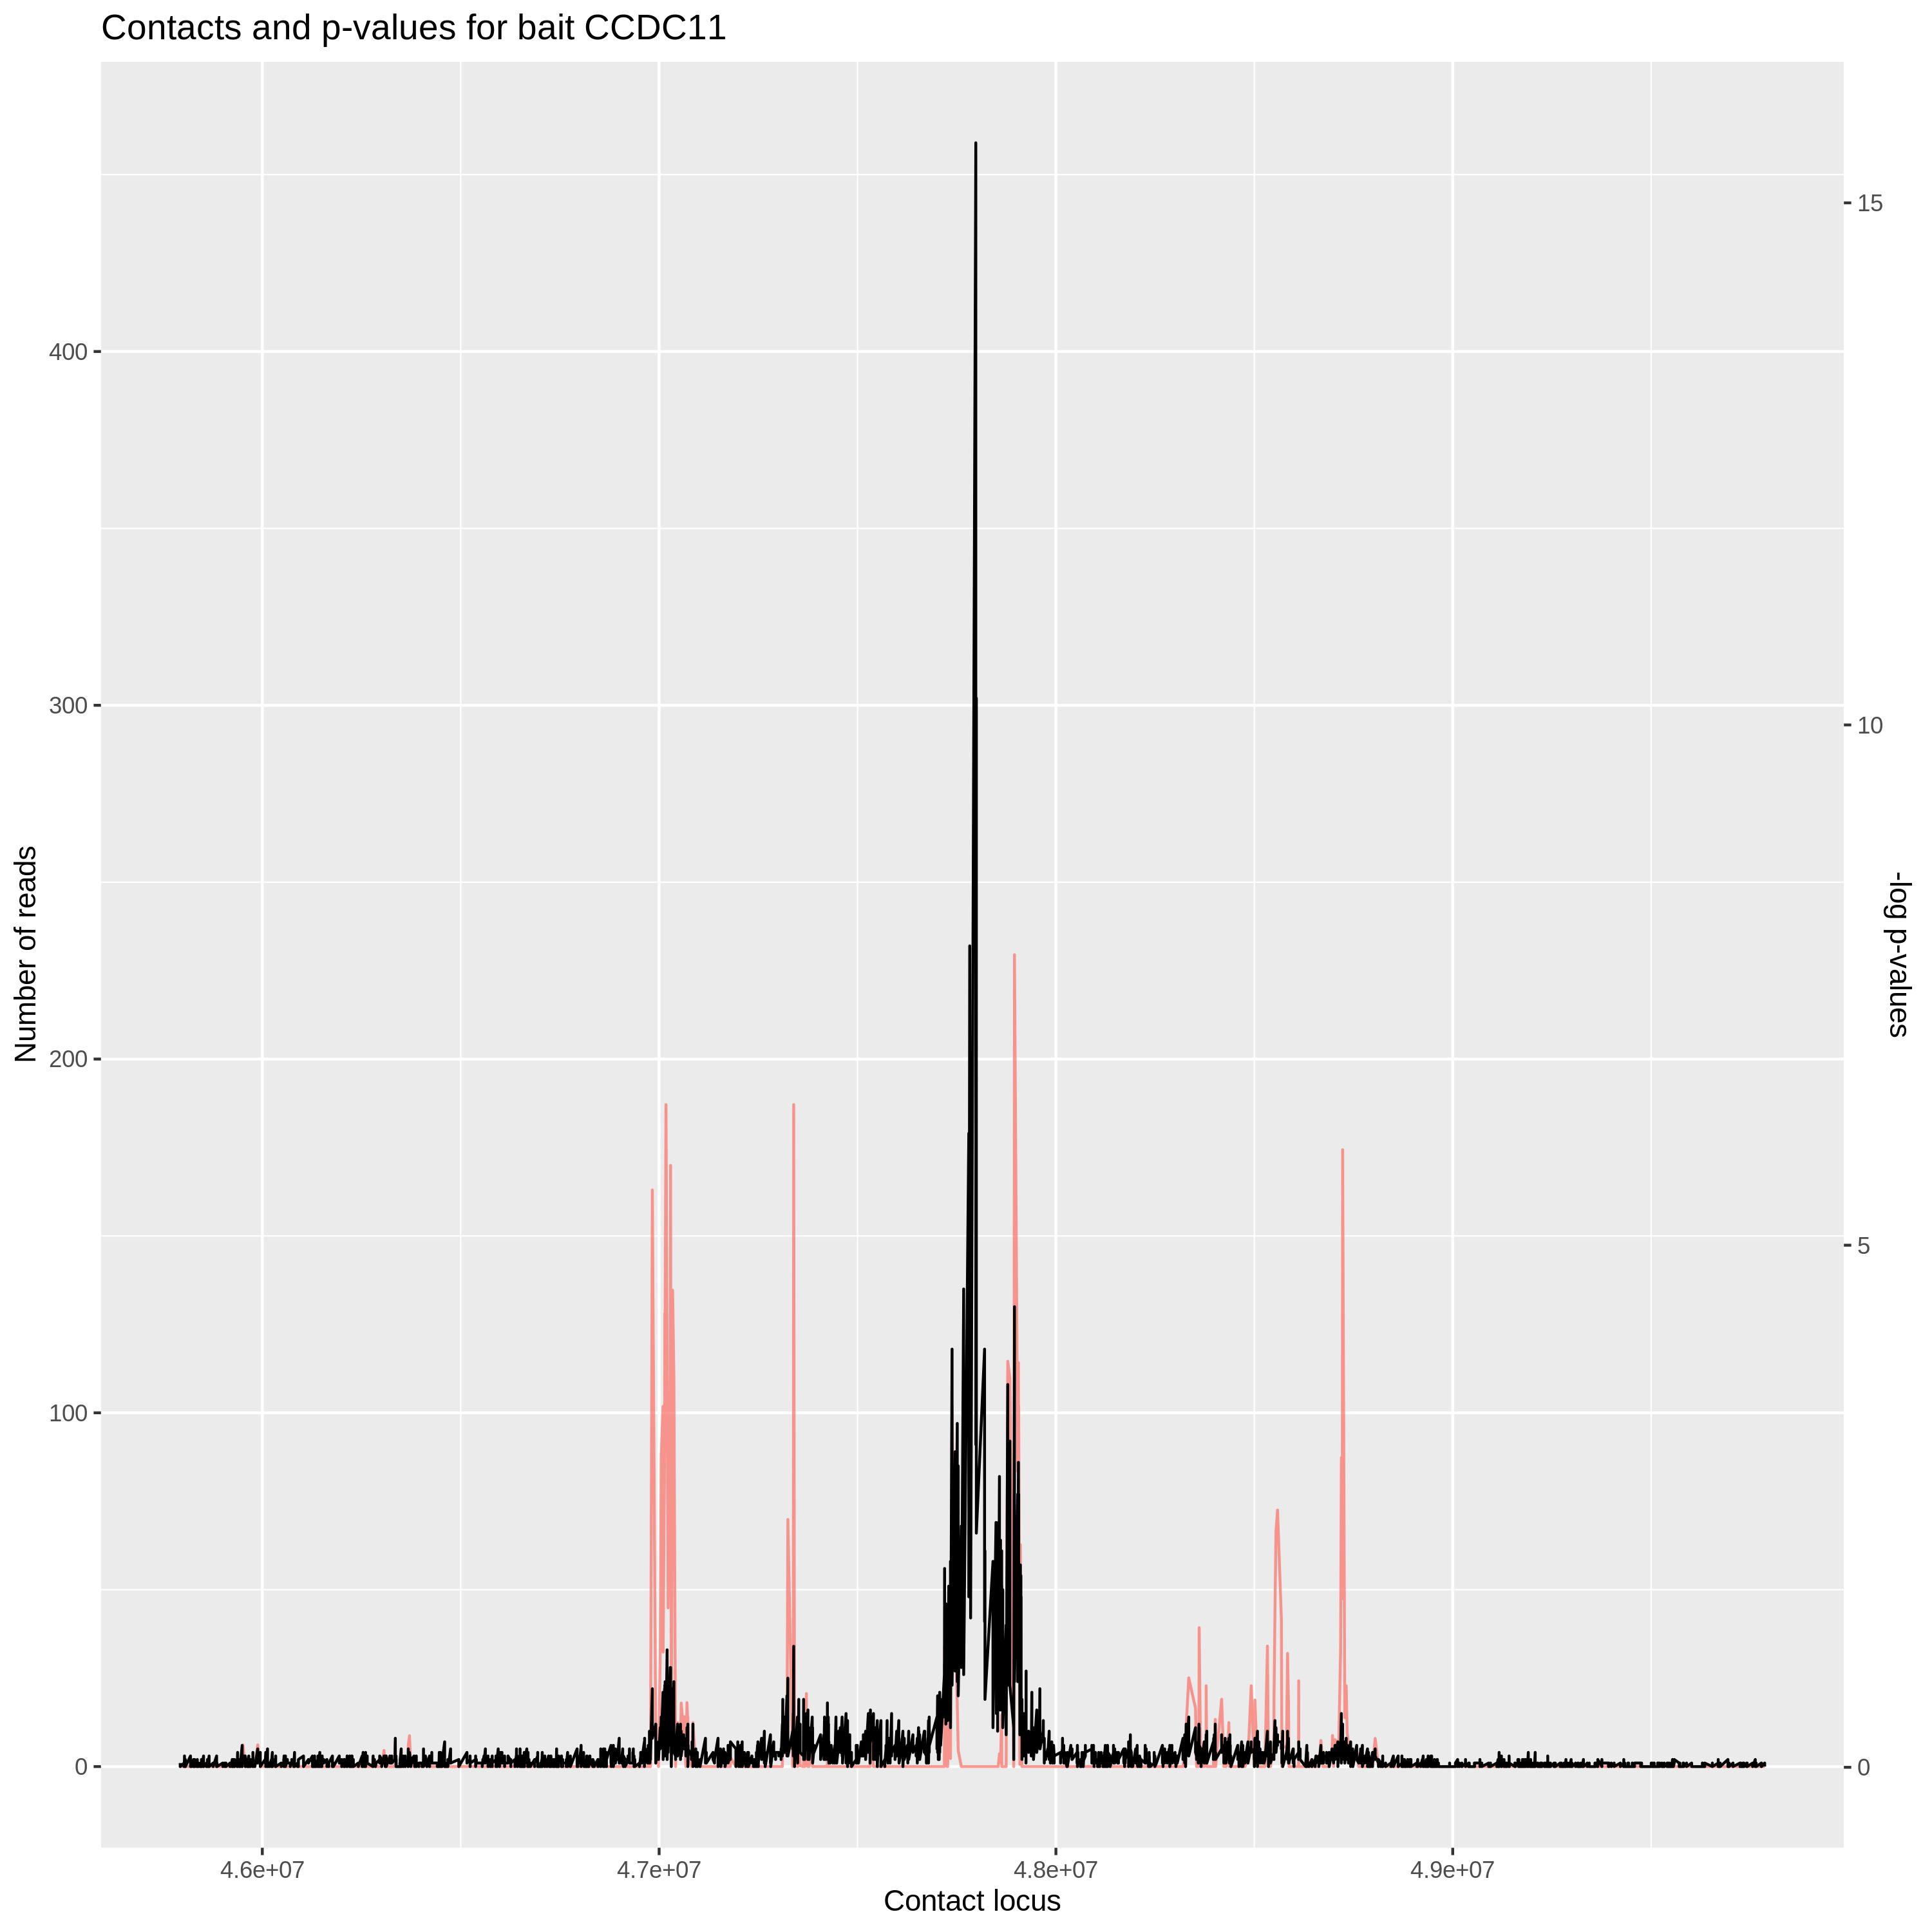 Contacts and p-values for bait CCDC11
Number of reads
400
300
200
100
0
15
10
5
0
-log p-values
4.6e+07
4.7e+07
4.8e+07
4.9e+07
Contact locus